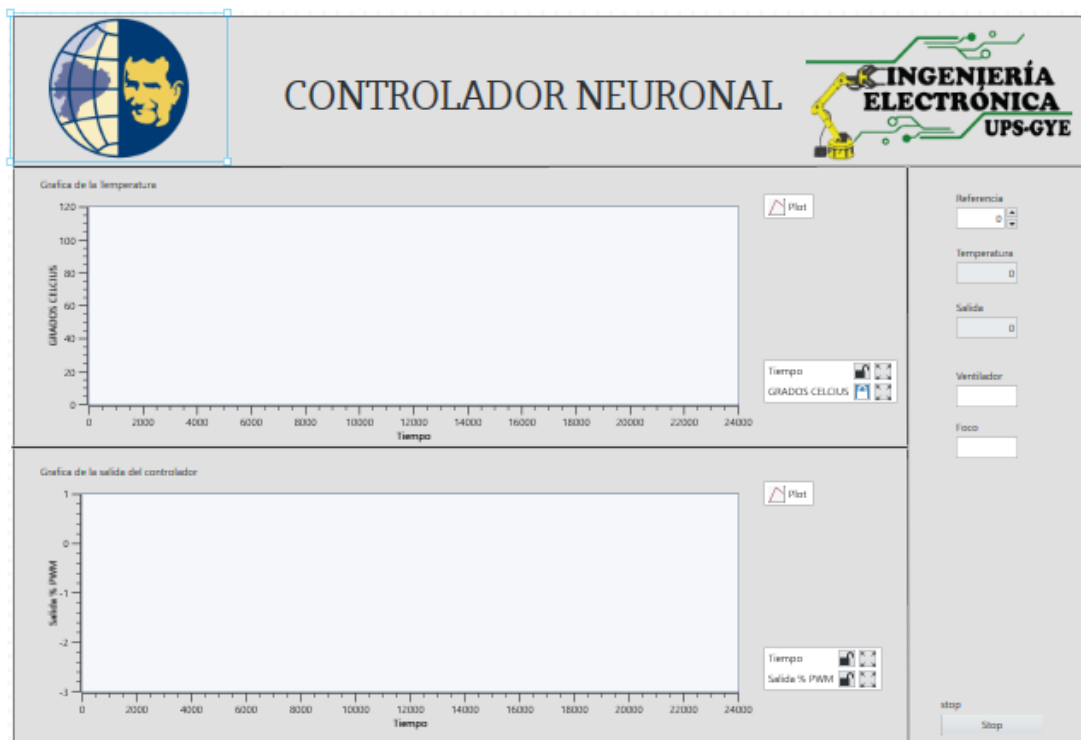 CONTROLADOR NEURONAL
INGENIERÍA
ELECTRÓNICA
UPS-GYE
Grafica de la Temperatura
120
100
80
60
40
20
0
GRADOS CELCIUS
0 2000 4000 6000 8000 10000 12000 14000 16000 18000 20000 22000 24000
Tiempo
Plot
Tiempo
GRADOS CELCIUS
Grafica de la salida del controlador
1
0
-1
-2
-3
Salida % PWM
0 2000 4000 6000 8000 10000 12000 14000 16000 18000 20000 22000 24000
Tiempo
Plot
Tiempo
Salida % PWM
Referencia
0
Temperatura
0
Salida
0
Ventilador
Foco
stop
Stop